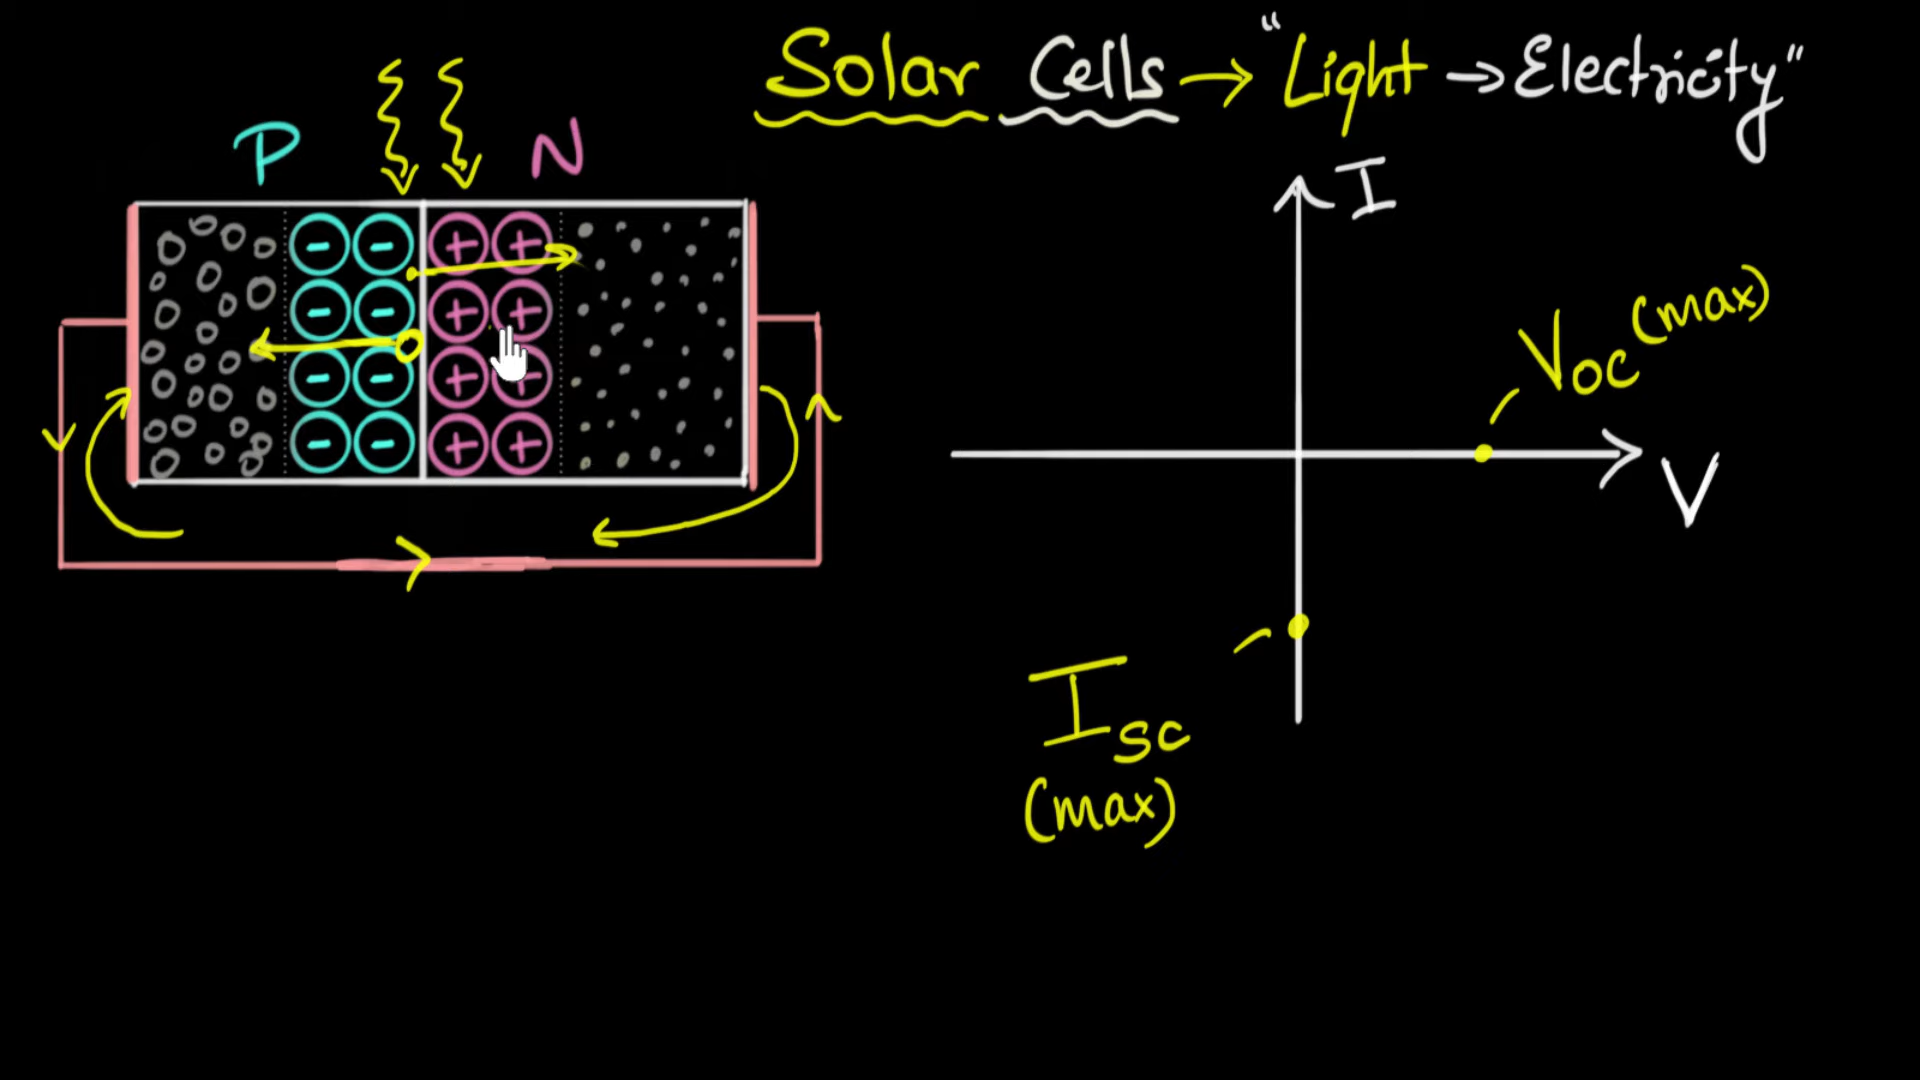 Solar Cells → "Light → Electricity"
P N
I
- - + +
- - + +
- - + +
- - + +
Voc (max)
V
Isc
(max)